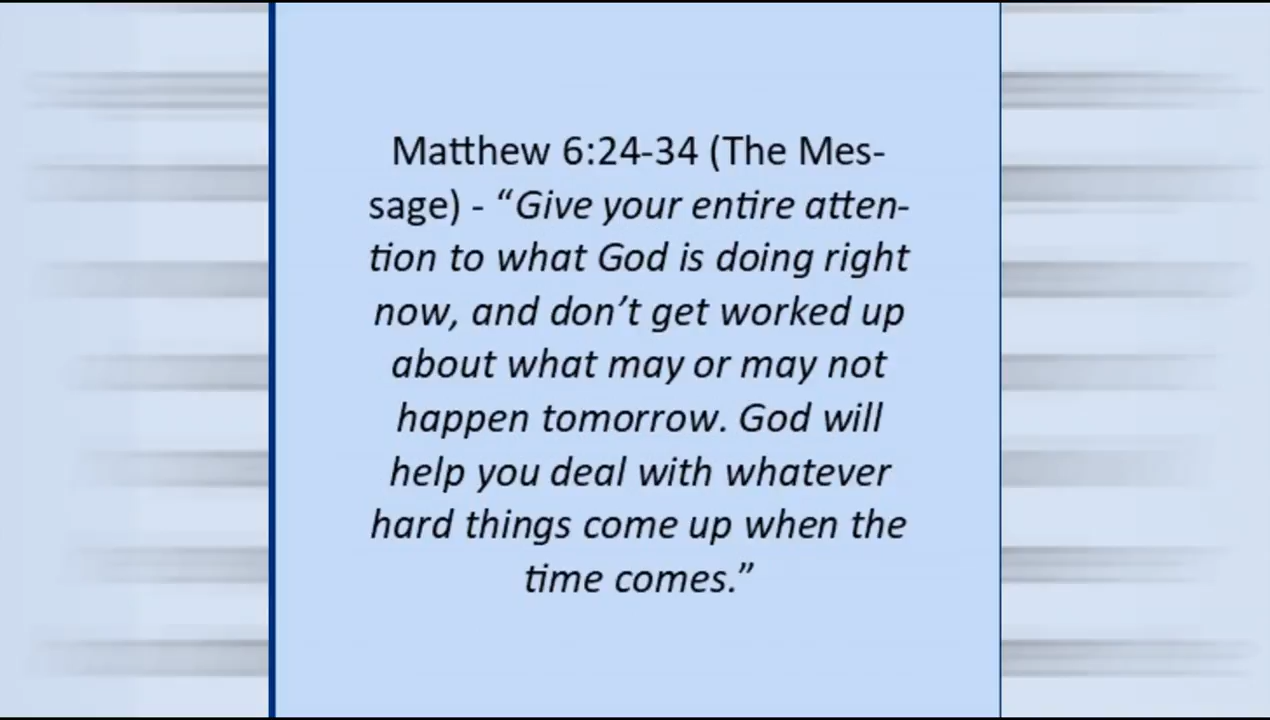 Matthew 6:24-34 (The Mes-
sage) - “Give your entire atten-
tion to what God is doing right
now, and don’t get worked up
about what may or may not
happen tomorrow. God will
help you deal with whatever
hard things come up when the
time comes.”